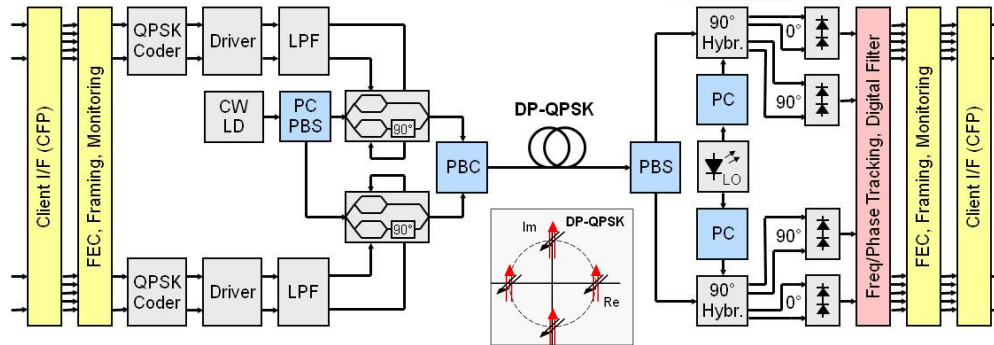 Client I/F (CFP)
FEC, Framing, Monitoring
QPSK
Coder
Driver
LPF
CW
LD
PC
PBS
90°
90°
QPSK
Coder
Driver
LPF
PBC
DP-QPSK
PBS
DP-QPSK
Im
Re
90°
Hybr.
0°
90°
PC
LO
PC
90°
Hybr.
90°
0°
Freq/Phase Tracking, Digital Filter
FEC, Framing, Monitoring
Client I/F (CFP)